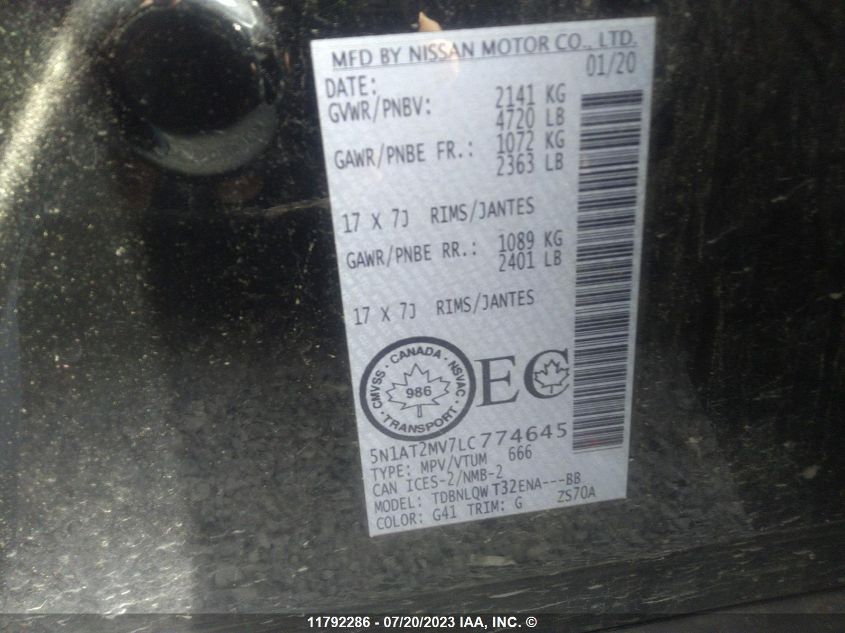 MFD BY NISSAN MOTOR CO., LTD.
DATE: 01/20
GVWR/PNBV: 2141 KG
4720 LB
GAWR/PNBE FR.: 1072 KG
2363 LB
17 X 7J RIMS/JANTES
GAWR/PNBE RR.: 1089 KG
2401 LB
17 X 7J RIMS/JANTES
CMVSS · CANADA · NSVAC
986
· TRANSPORT ·
EC
5N1AT2MV7LC774645
TYPE: MPV/VTUM 666
CAN ICES-2/NMB-2
MODEL: TDBNLQWT32ENA---BB
COLOR: G41 TRIM: G ZS70A
11792286 - 07/20/2023 IAA, INC. ©